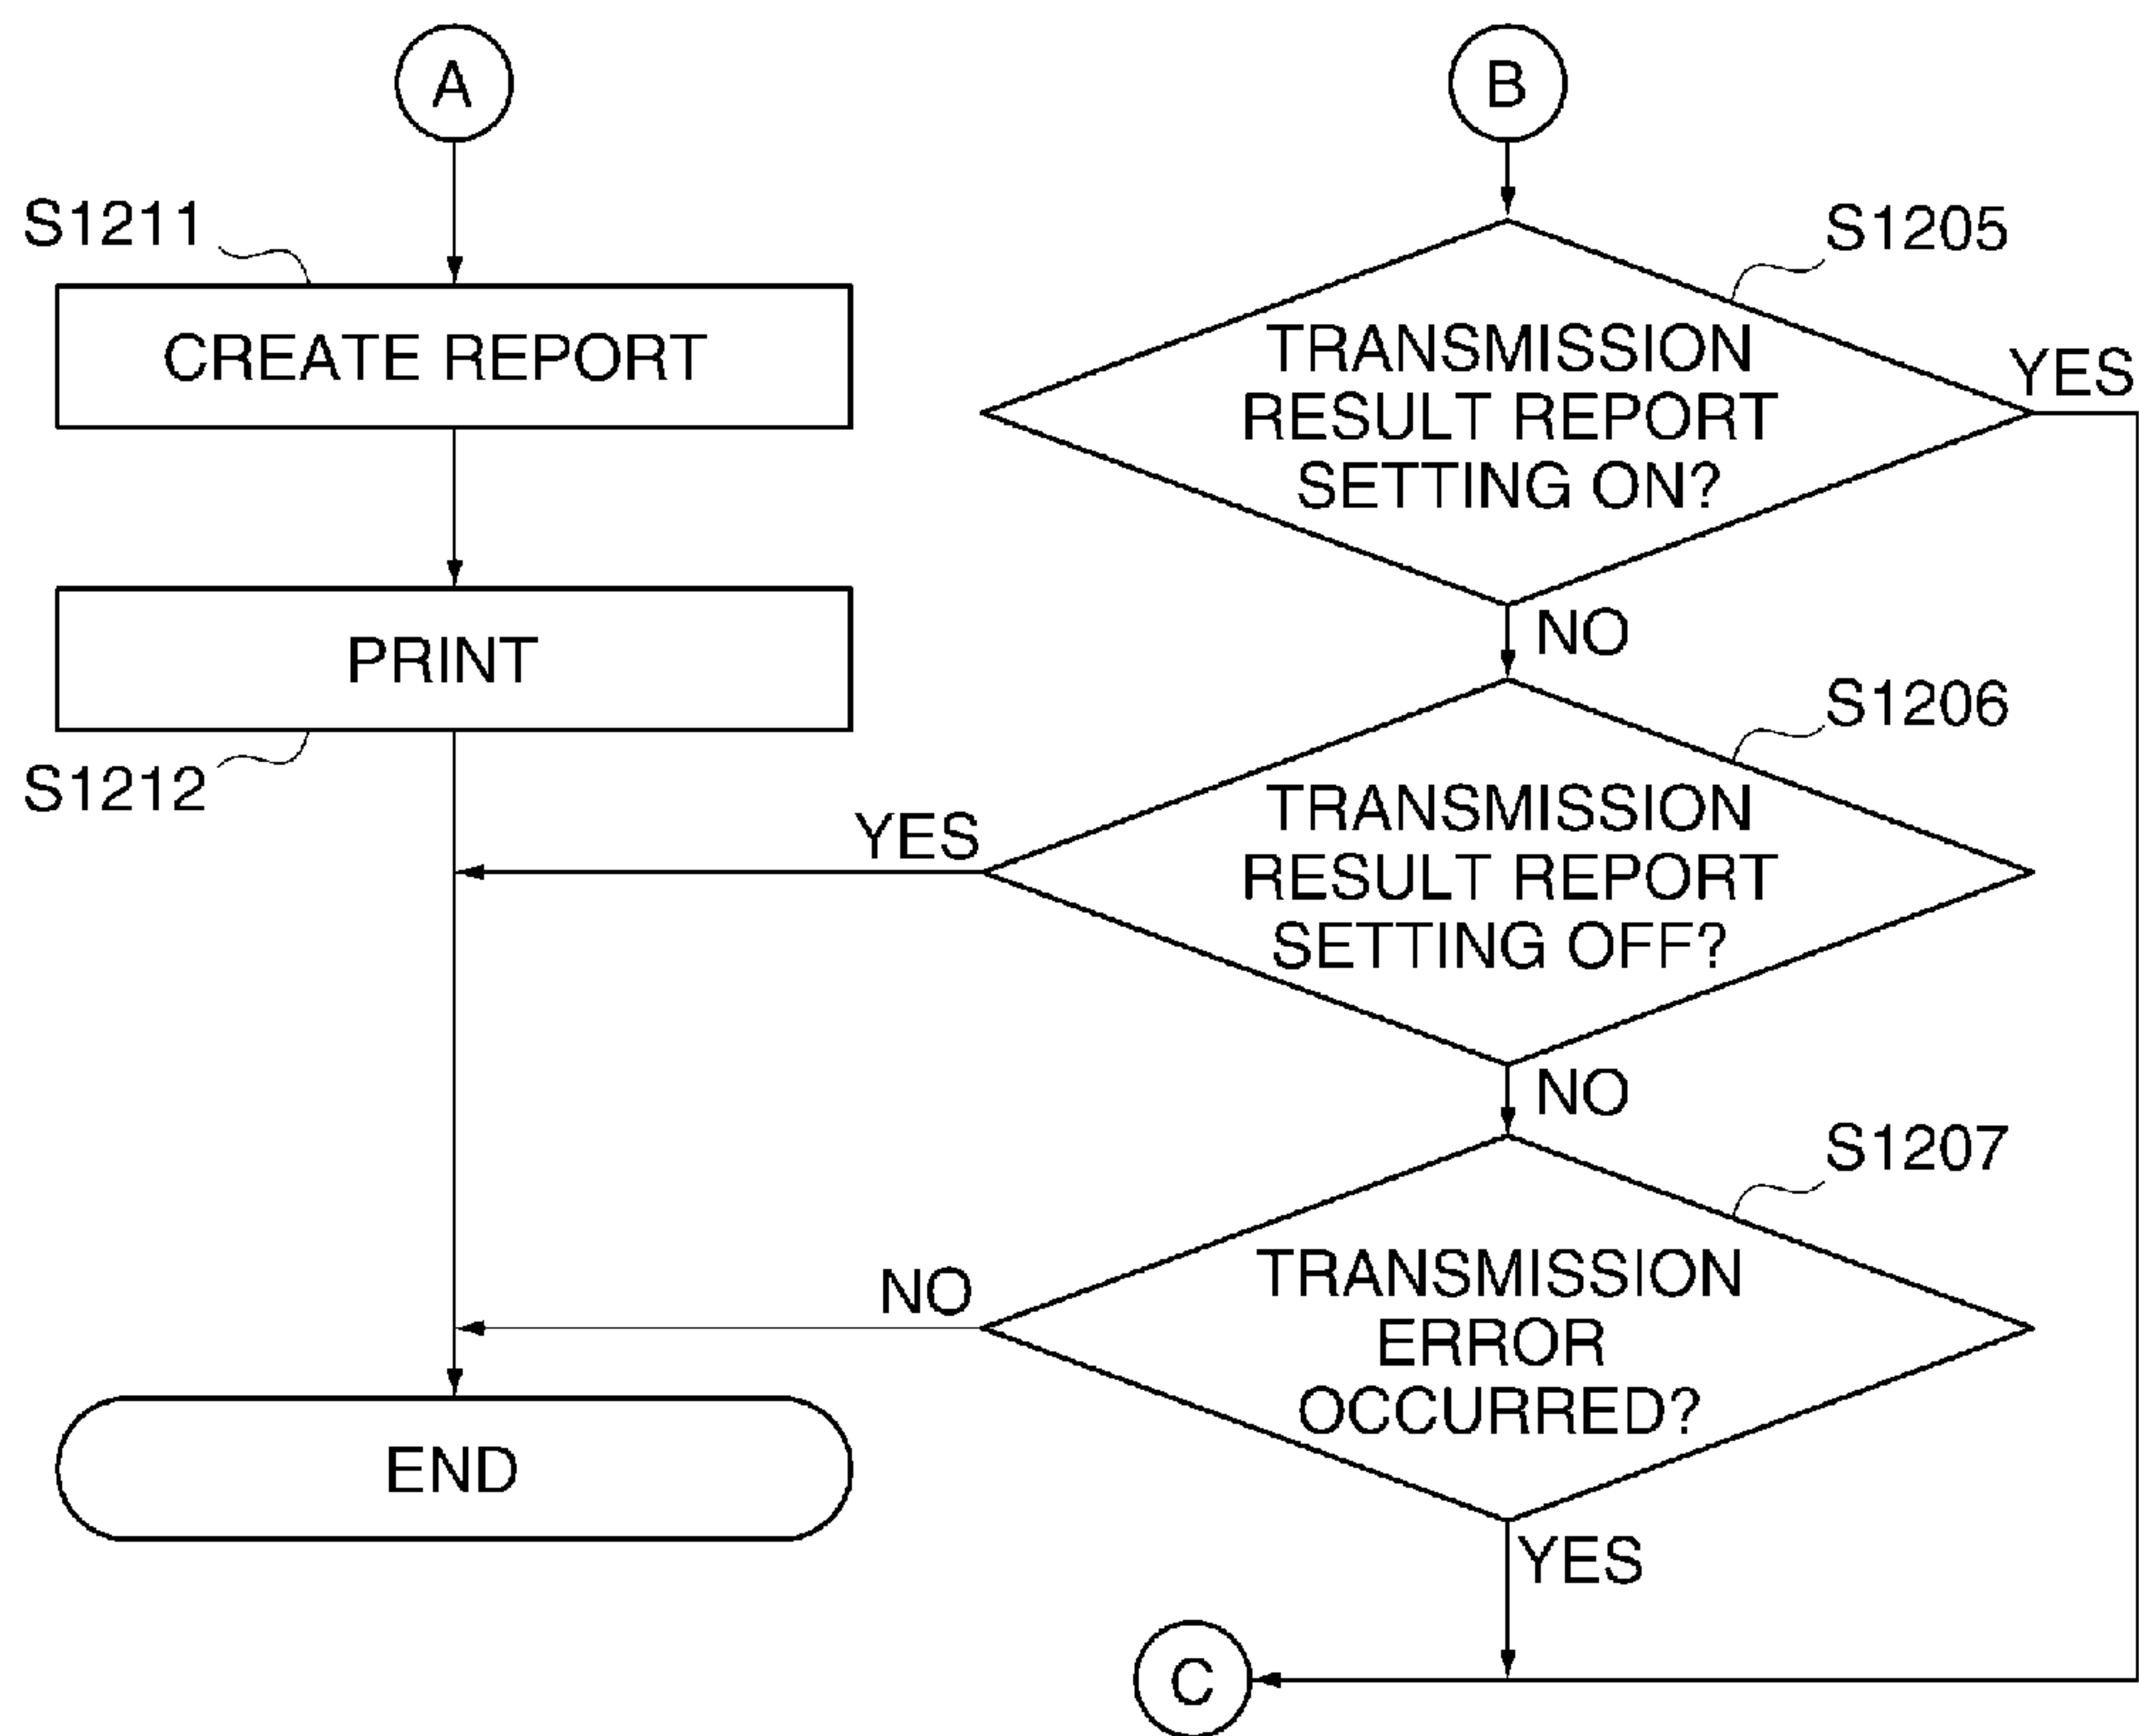 A
S1211
CREATE REPORT
PRINT
S1212
END
B
S1205
TRANSMISSION
RESULT REPORT
SETTING ON?
YES
NO
S1206
TRANSMISSION
RESULT REPORT
SETTING OFF?
YES
NO
S1207
TRANSMISSION
ERROR
OCCURRED?
NO
YES
C